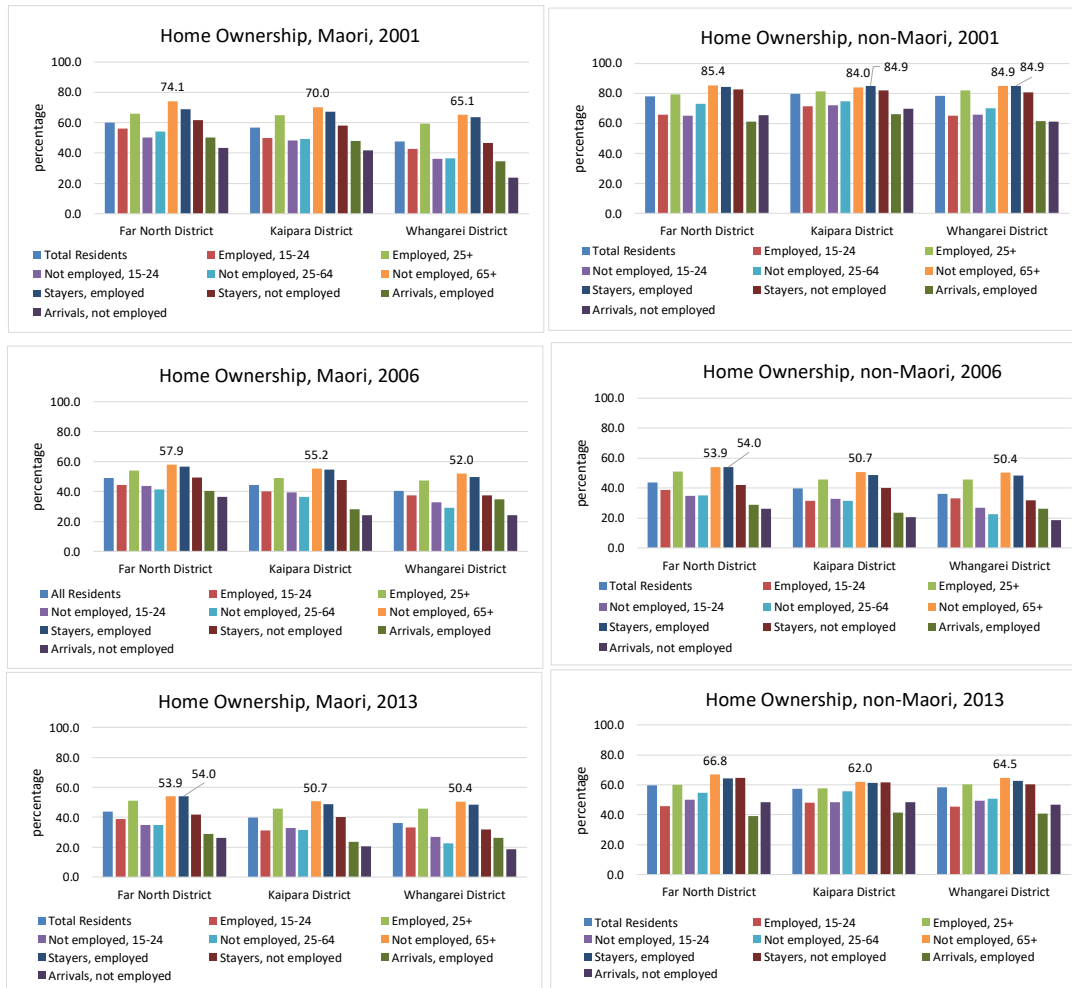 Home Ownership, Maori, 2001
100.0
80.0
60.0
40.0
20.0
0.0
percentage
74.1
70.0
65.1
Far North District Kaipara District Whangarei District
Total Residents Employed, 15-24 Employed, 25+
Not employed, 15-24 Not employed, 25-64 Not employed, 65+
Stayers, employed Stayers, not employed Arrivals, employed
Arrivals, not employed
Home Ownership, non-Maori, 2001
100.0
80.0
60.0
40.0
20.0
0.0
percentage
85.4
84.0 84.9
84.9 84.9
Far North District Kaipara District Whangarei District
Total Residents Employed, 15-24 Employed, 25+
Not employed, 15-24 Not employed, 25-64 Not employed, 65+
Stayers, employed Stayers, not employed Arrivals, employed
Arrivals, not employed
Home Ownership, Maori, 2006
100.0
80.0
60.0
40.0
20.0
0.0
percentage
57.9
55.2
52.0
Far North District Kaipara District Whangarei District
All Residents Employed, 15-24 Employed, 25+
Not employed, 15-24 Not employed, 25-64 Not employed, 65+
Stayers, employed Stayers, not employed Arrivals, employed
Arrivals, not employed
Home Ownership, non-Maori, 2006
100.0
80.0
60.0
40.0
20.0
0.0
percentage
53.9 54.0
50.7
50.4
Far North District Kaipara District Whangarei District
Total Residents Employed, 15-24 Employed, 25+
Not employed, 15-24 Not employed, 25-64 Not employed, 65+
Stayers, employed Stayers, not employed Arrivals, employed
Arrivals, not employed
Home Ownership, Maori, 2013
100.0
80.0
60.0
40.0
20.0
0.0
percentage
53.9 54.0
50.7
50.4
Far North District Kaipara District Whangarei District
Total Residents Employed, 15-24 Employed, 25+
Not employed, 15-24 Not employed, 25-64 Not employed, 65+
Stayers, employed Stayers, not employed Arrivals, employed
Arrivals, not employed
Home Ownership, non-Maori, 2013
100.0
80.0
60.0
40.0
20.0
0.0
percentage
66.8
62.0
64.5
Far North District Kaipara District Whangarei District
Total Residents Employed, 15-24 Employed, 25+
Not employed, 15-24 Not employed, 25-64 Not employed, 65+
Stayers, employed Stayers, not employed Arrivals, employed
Arrivals, not employed